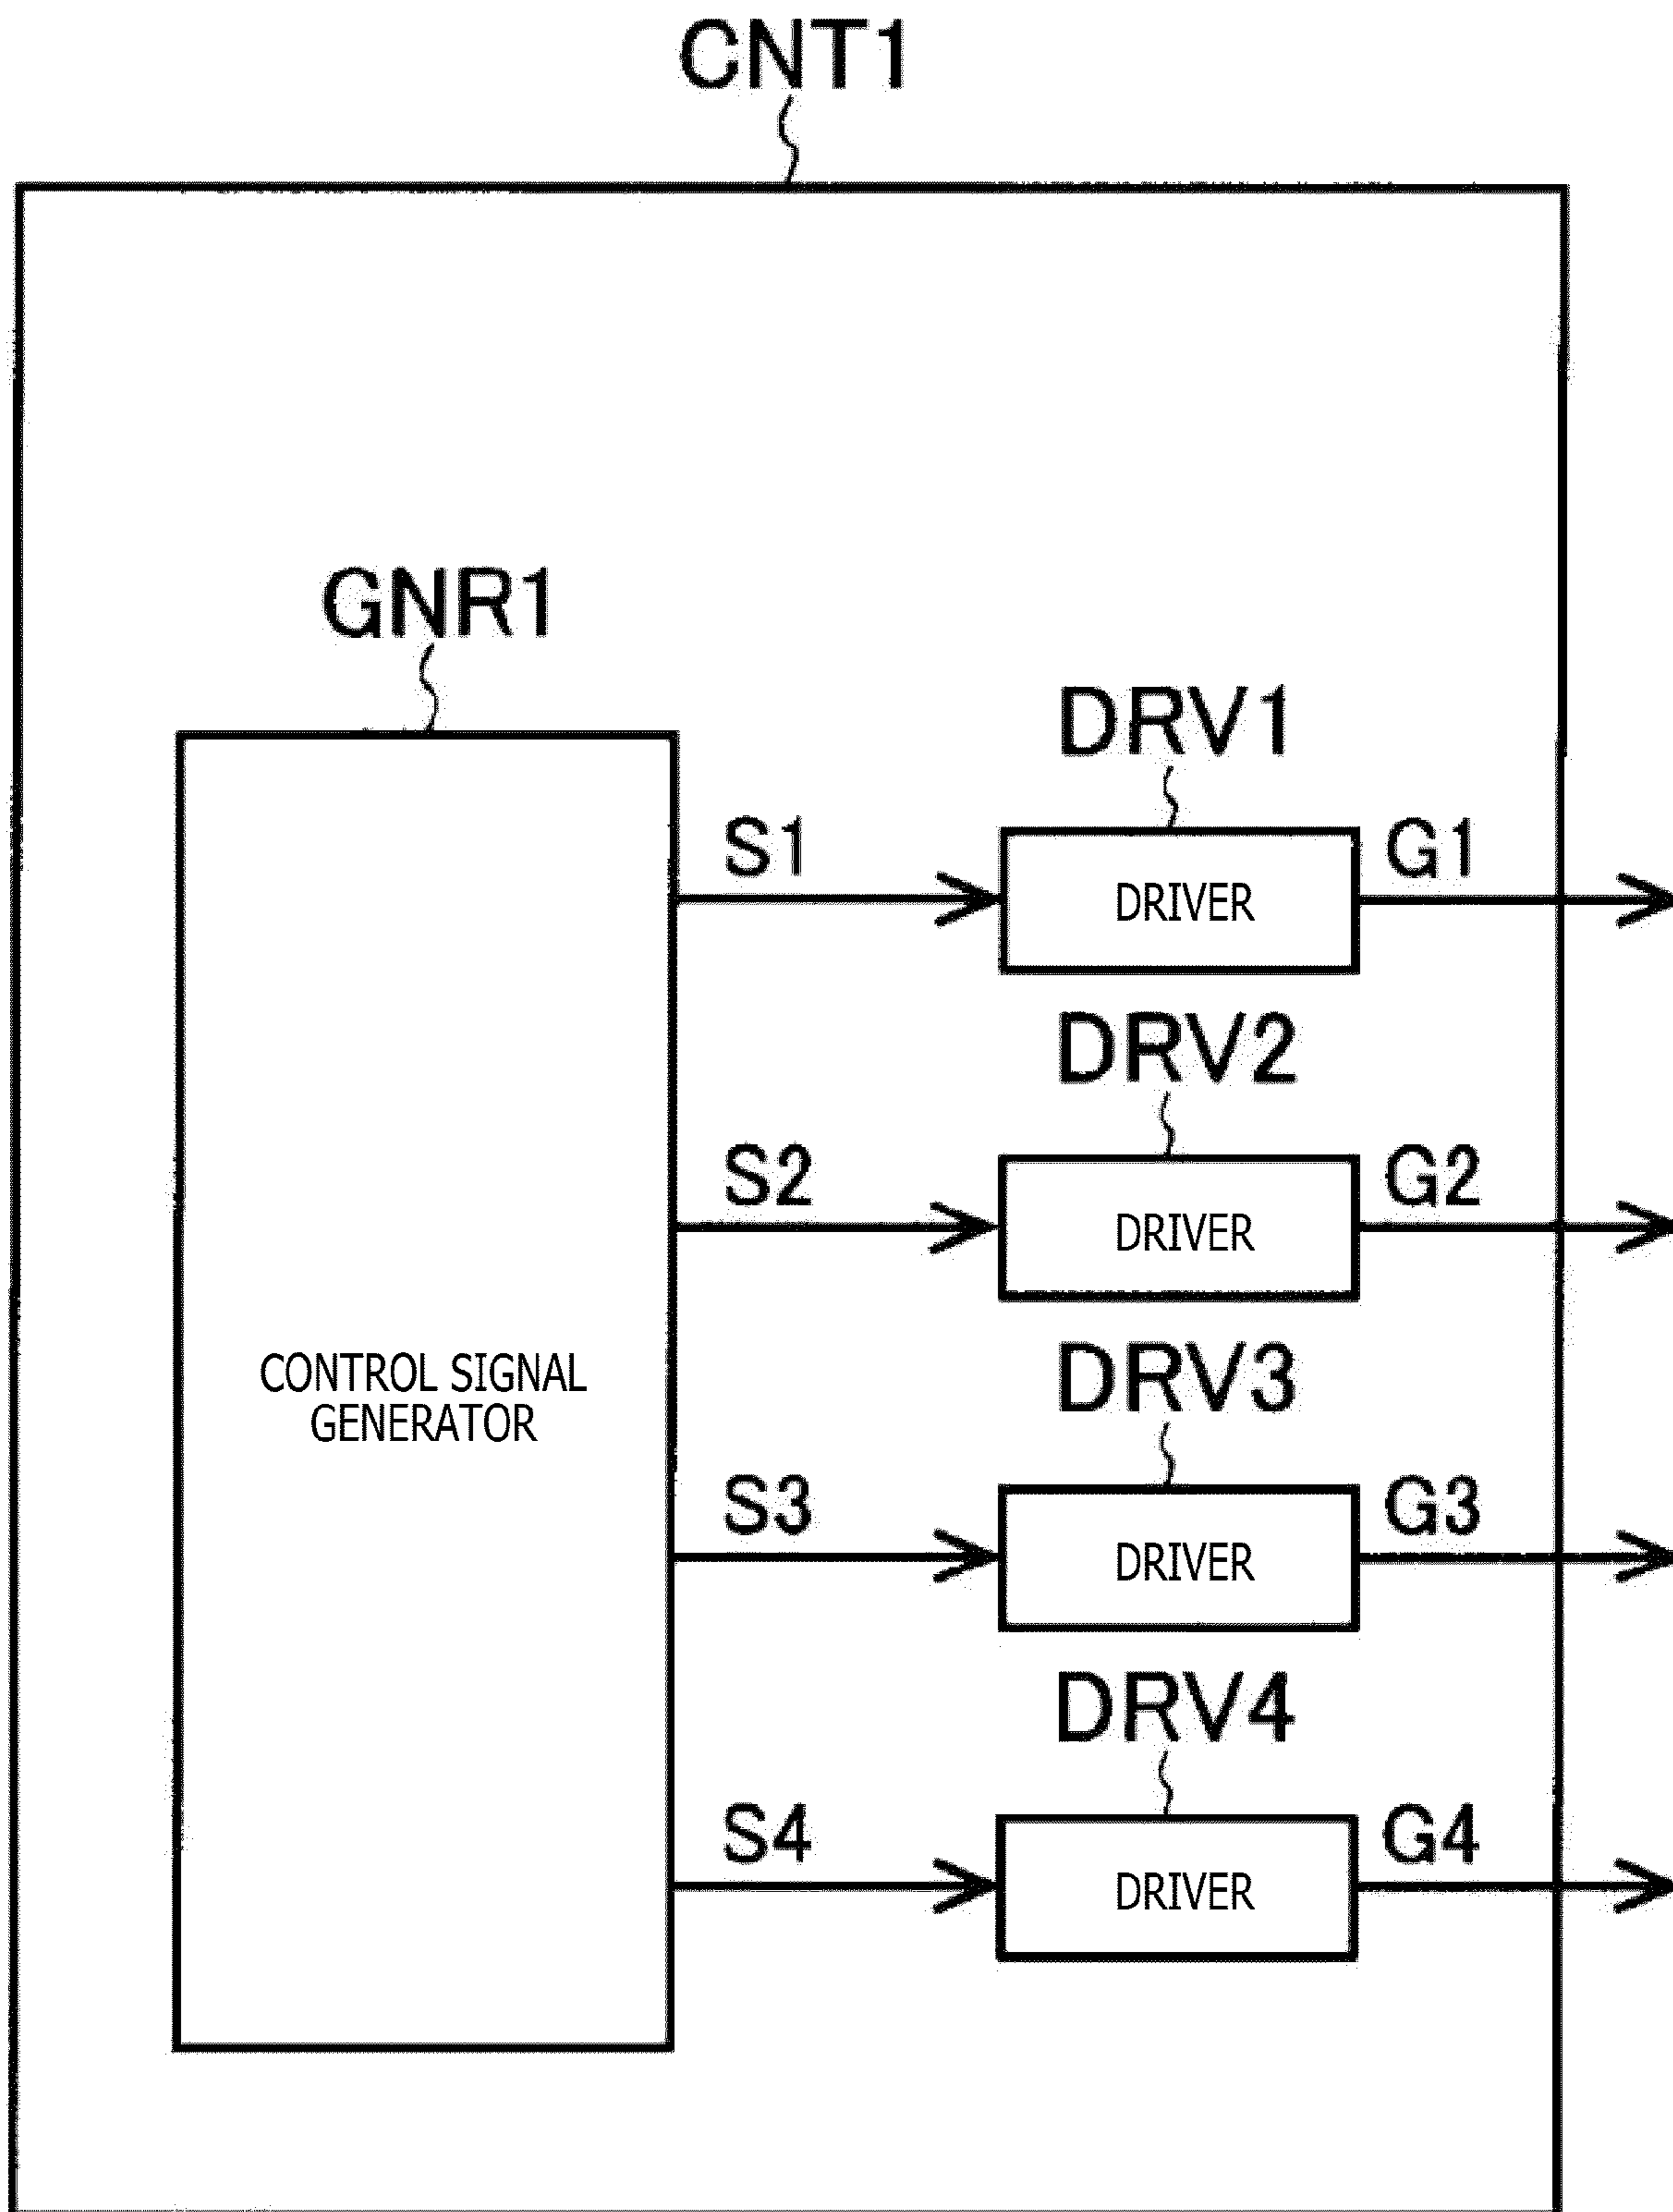 CNT1
GNR1
DRV1
S1
DRIVER
G1
DRV2
S2
DRIVER
G2
CONTROL SIGNAL
GENERATOR
DRV3
S3
DRIVER
G3
DRV4
S4
DRIVER
G4